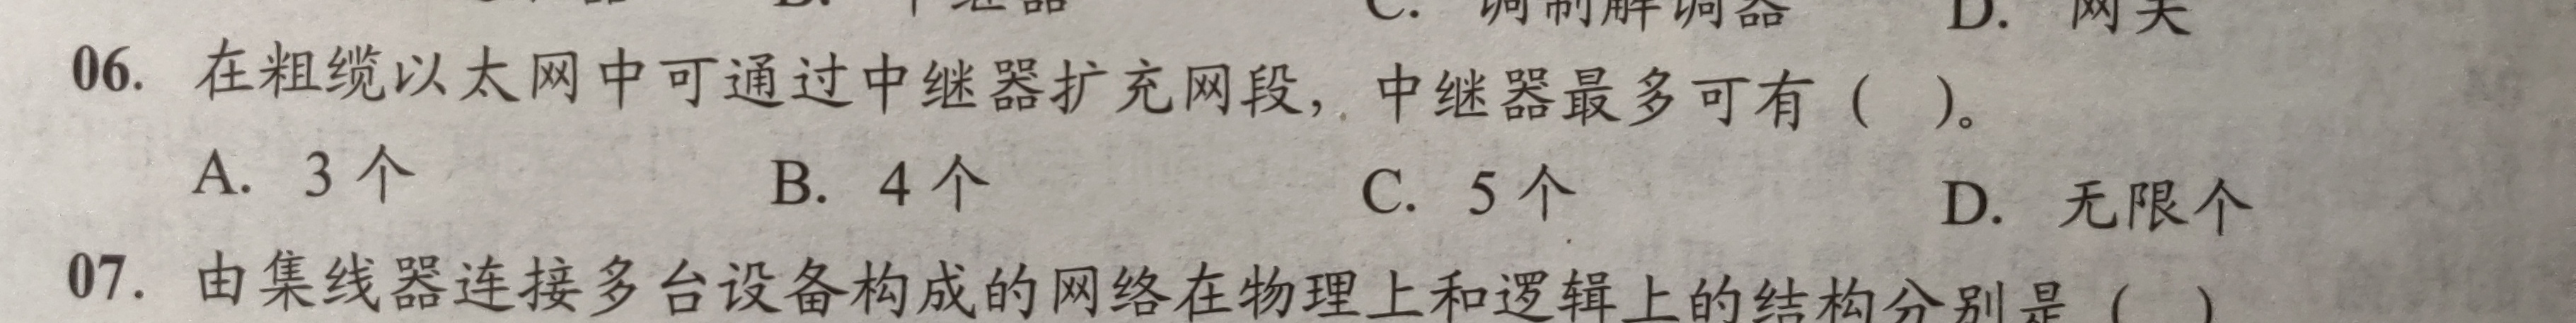 B. 中继器 C. 调制解调器 D. 网关
06. 在粗缆以太网中可通过中继器扩充网段,中继器最多可有( )。
A. 3个 B. 4个 C. 5个 D. 无限个
07. 由集线器连接多台设备构成的网络在物理上和逻辑上的结构分别是( )